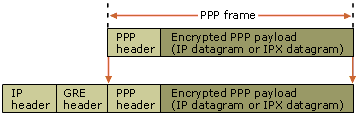 PPP frame
PPP header
Encrypted PPP payload
(IP datagram or IPX datagram)
IP header
GRE header
PPP header
Encrypted PPP payload
(IP datagram or IPX datagram)